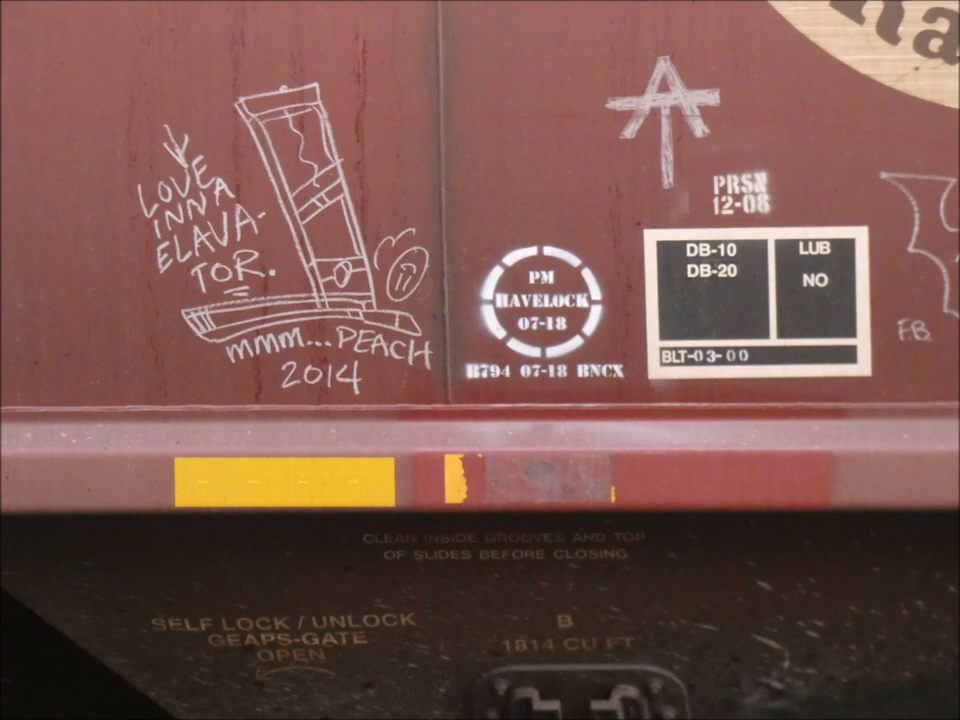 Ha
LOVE
INNA
ELAVA-
TOR.
mmm...PEACH
2014
PRSN
12-08
DB-10
DB-20
LUB
NO
BLT-03-00
PM
HAVELOCK
07-18
B794 07-18 BNCX
F.B.
CLEAN INSIDE GROOVES AND TOP
OF SLIDES BEFORE CLOSING
SELF LOCK / UNLOCK
GEAPS-GATE
OPEN
B
1814 CU FT